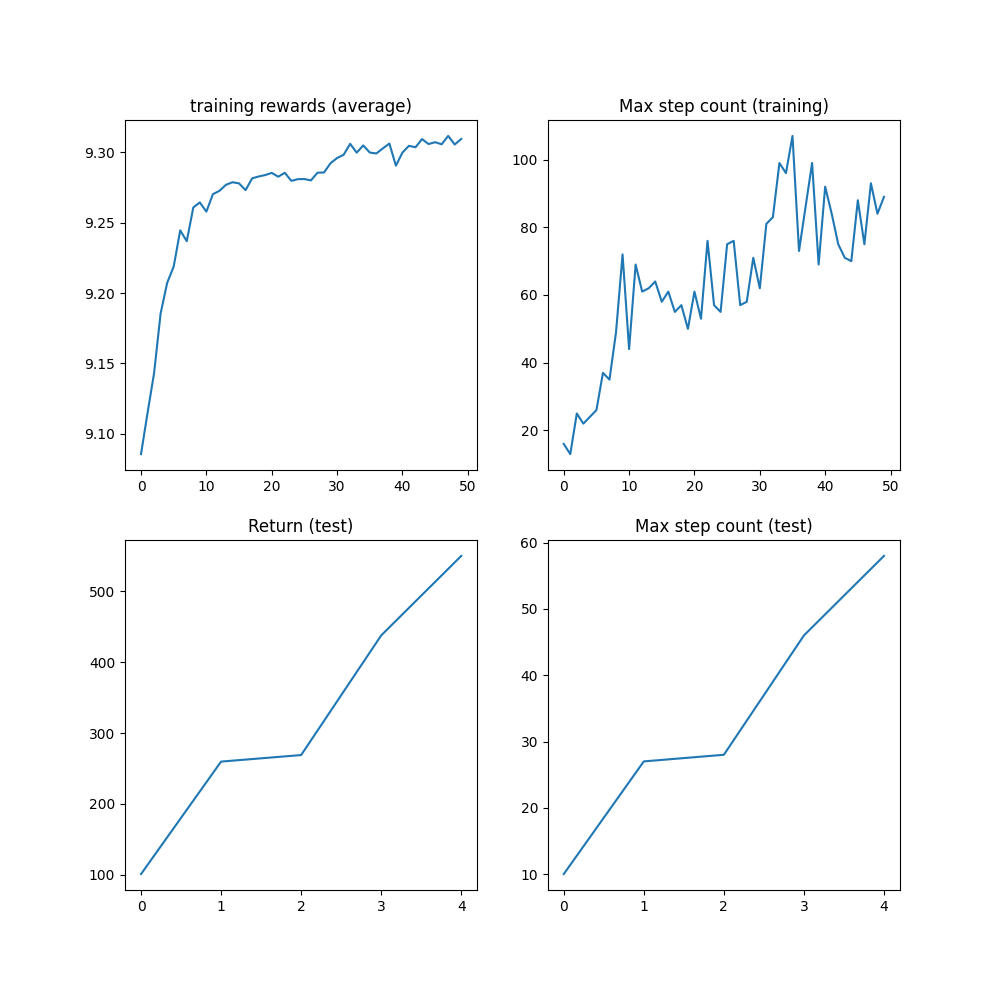 training rewards (average)
9.30
9.25
9.20
9.15
9.10
0 10 20 30 40 50
Max step count (training)
100
80
60
40
20
0 10 20 30 40 50
Return (test)
500
400
300
200
100
0 1 2 3 4
Max step count (test)
60
50
40
30
20
10
0 1 2 3 4